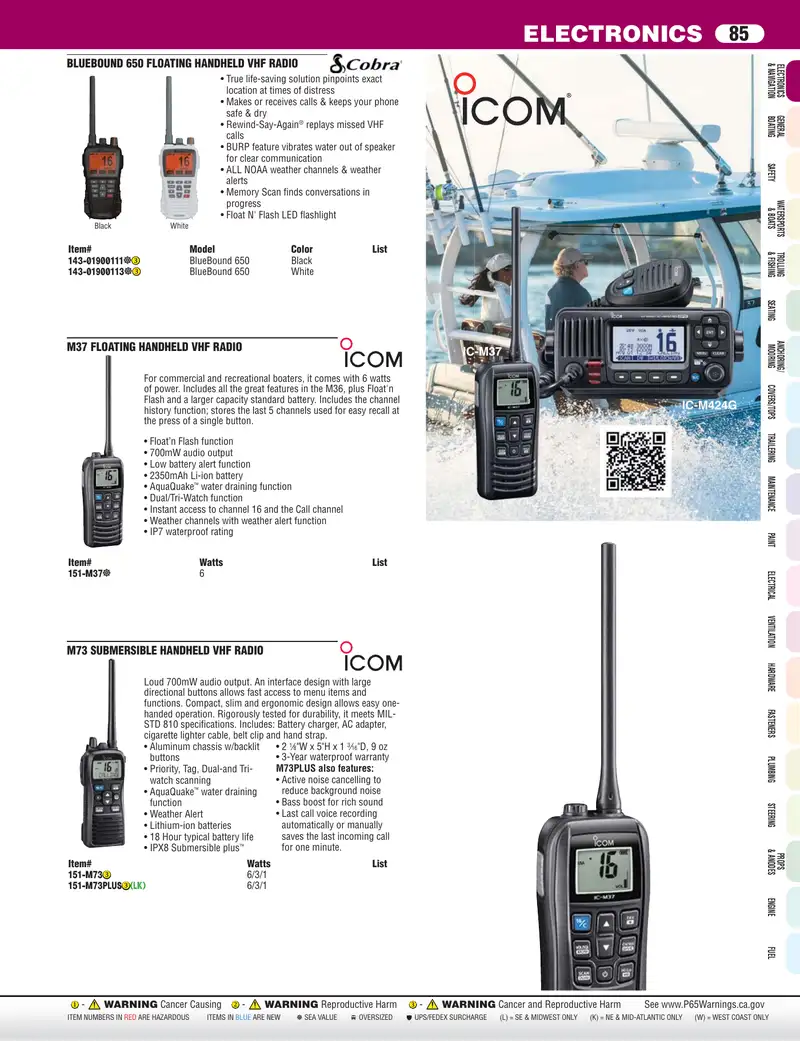 ELECTRONICS 85
BLUEBOUND 650 FLOATING HANDHELD VHF RADIO
Cobra®
• True life-saving solution pinpoints exact
location at times of distress
• Makes or receives calls & keeps your phone
safe & dry
• Rewind-Say-Again® replays missed VHF
calls
• BURP feature vibrates water out of speaker
for clear communication
• ALL NOAA weather channels & weather
alerts
• Memory Scan finds conversations in
progress
• Float N' Flash LED flashlight
Black White
Item# Model Color List
143-01900111 3 BlueBound 650 Black
143-01900113 3 BlueBound 650 White
M37 FLOATING HANDHELD VHF RADIO
ICOM
For commercial and recreational boaters, it comes with 6 watts
of power. Includes all the great features in the M36, plus Float'n
Flash and a larger capacity standard battery. Includes the channel
history function; stores the last 5 channels used for easy recall at
the press of a single button.
• Float'n Flash function
• 700mW audio output
• Low battery alert function
• 2350mAh Li-ion battery
• AquaQuake™ water draining function
• Dual/Tri-Watch function
• Instant access to channel 16 and the Call channel
• Weather channels with weather alert function
• IP7 waterproof rating
Item# Watts List
151-M37 6
M73 SUBMERSIBLE HANDHELD VHF RADIO
ICOM
Loud 700mW audio output. An interface design with large
directional buttons allows fast access to menu items and
functions. Compact, slim and ergonomic design allows easy one-
handed operation. Rigorously tested for durability, it meets MIL-
STD 810 specifications. Includes: Battery charger, AC adapter,
cigarette lighter cable, belt clip and hand strap.
• Aluminum chassis w/backlit
buttons
• Priority, Tag, Dual-and Tri-
watch scanning
• AquaQuake™ water draining
function
• Weather Alert
• Lithium-ion batteries
• 18 Hour typical battery life
• IPX8 Submersible plus™
• 3-Year waterproof warranty
M73PLUS also features:
• Active noise cancelling to
reduce background noise
• Bass boost for rich sound
• Last call voice recording
automatically or manually
saves the last incoming call
for one minute.
Item# Watts List
151-M73 3 6/3/1
151-M73PLUS 3 (LK) 6/3/1
ICOM®
IC-M37
IC-M424G
16
ICOM
16
IC-M37
ELECTRONICS
& NAVIGATION
GENERAL
BOATING
SAFETY
WATERSPORTS
& BOATS
TROLLING
& FISHING
SEATING
ANCHORING/
MOORING
COVERS/TOPS
TRAILERING
MAINTENANCE
PAINT
ELECTRICAL
VENTILATION
HARDWARE
FASTENERS
PLUMBING
STEERING
PROPS
& ANODES
ENGINE
FUEL
1 - WARNING Cancer Causing 2 - WARNING Reproductive Harm 3 - WARNING Cancer and Reproductive Harm See www.P65Warnings.ca.gov
ITEM NUMBERS IN RED ARE HAZARDOUS ITEMS IN BLUE ARE NEW SEA VALUE OVERSIZED UPS/FEDEX SURCHARGE (L) = SE & MIDWEST ONLY (K) = NE & MID-ATLANTIC ONLY (W) = WEST COAST ONLY